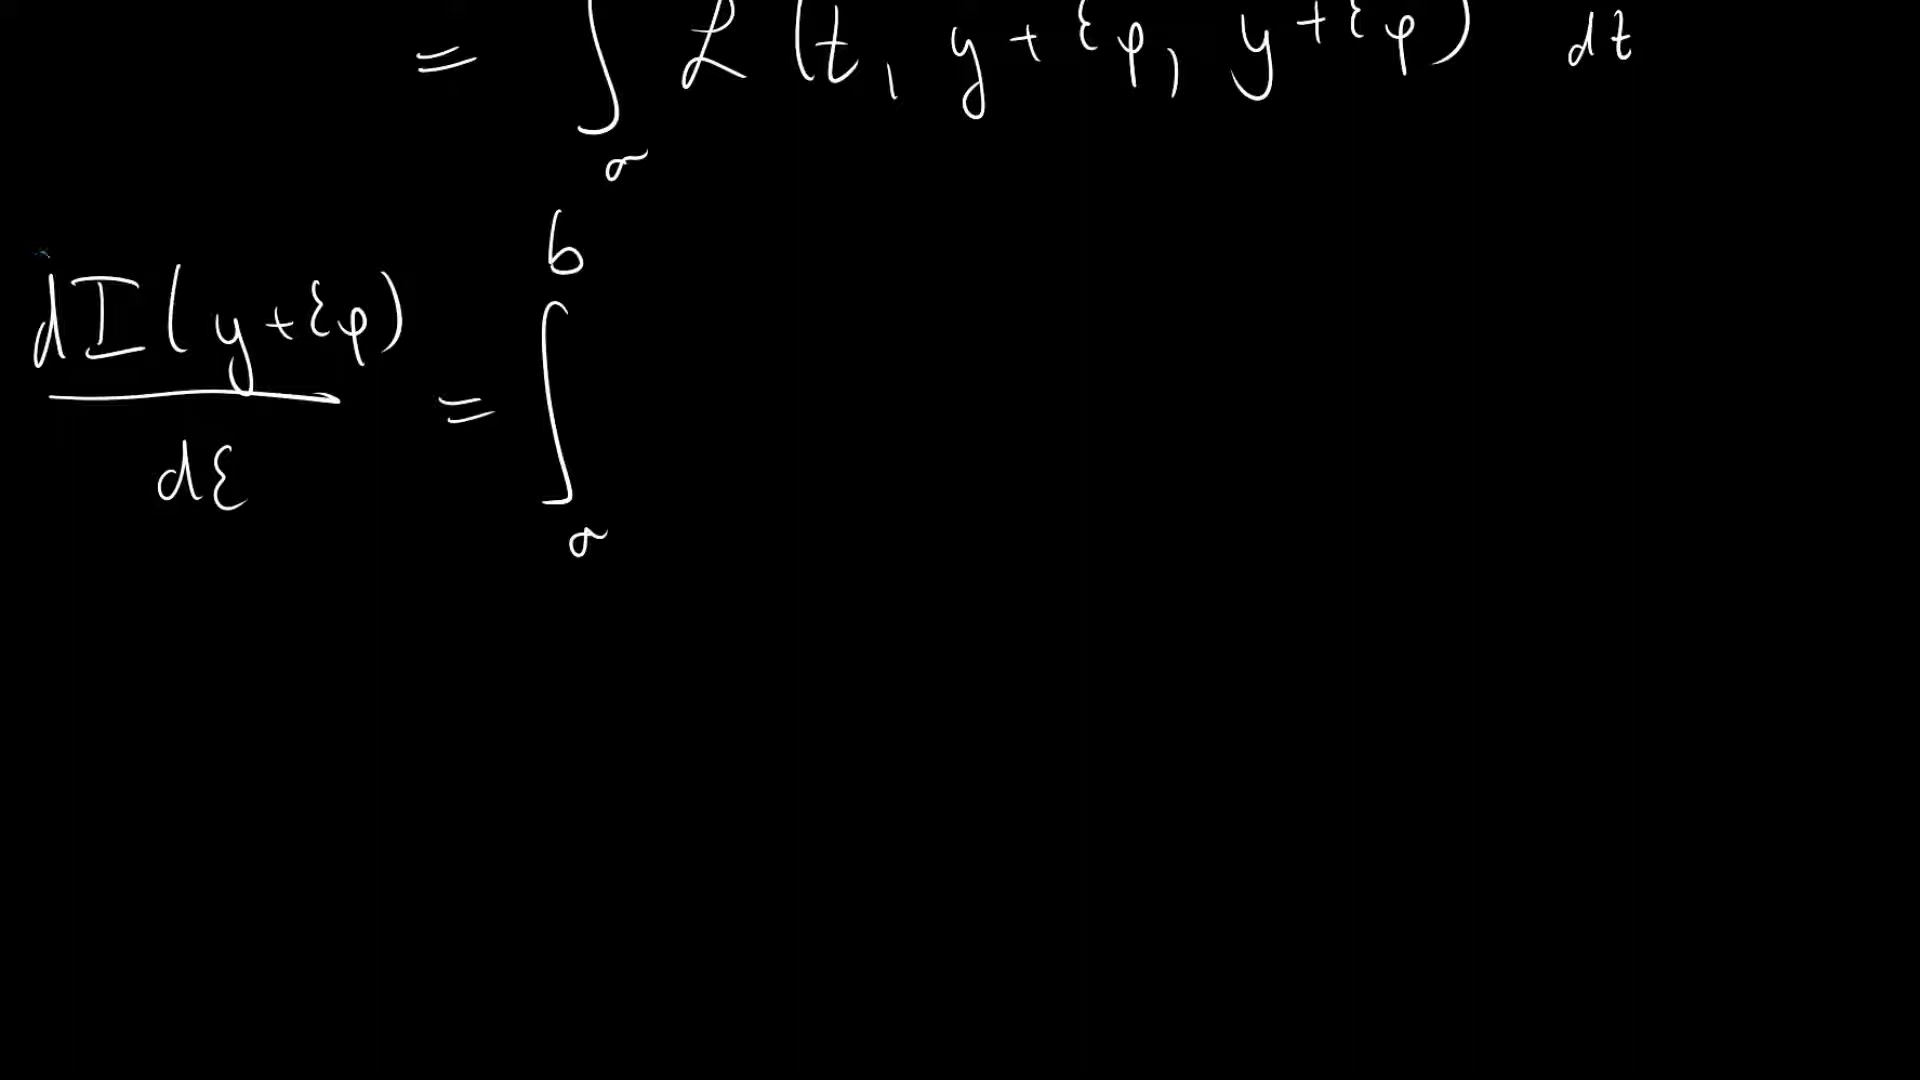 = ∫ₐ ℒ (t, y + εφ, y + εφ) dt
dI(y+εφ)/dε = ∫ₐᵇ